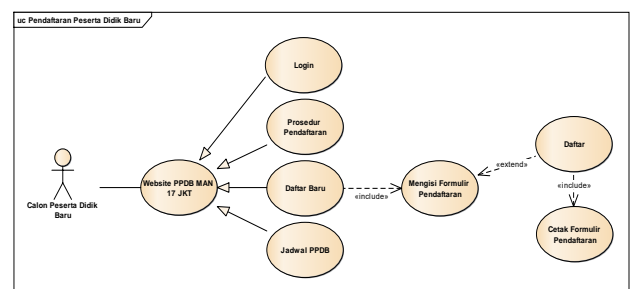 uc Pendaftaran Peserta Didik Baru
Login
Prosedur
Pendaftaran
Calon Peserta Didik
Baru
Website PPDB MAN
17 JKT
Daftar Baru
«include»
Mengisi Formulir
Pendaftaran
«extend»
Daftar
«include»
Cetak Formulir
Pendaftaran
Jadwal PPDB